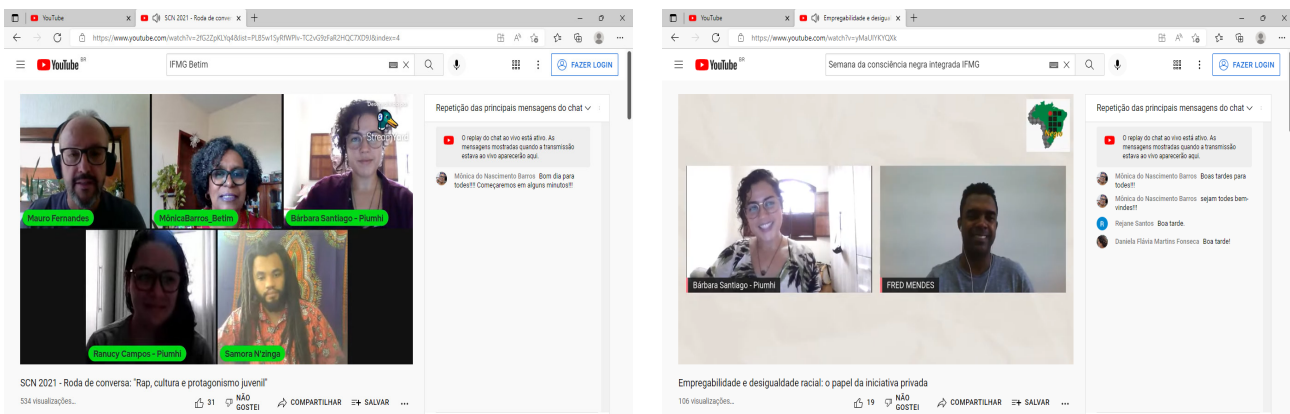 YouTube
SCN 2021 - Roda de conve
https://www.youtube.com/watch?v=2fG2ZpKLYq4&list=PLB5w1SyRfWPlv-TC2vG9zFaR2HQC7XD9J&index=4
YouTube BR
IFMG Betim
FAZER LOGIN
StreamYard
Mauro Fernandes
MônicaBarros_Betim
Bárbara Santiago - Piumhi
Ranucy Campos - Piumhi
Samora N'zinga
Repetição das principais mensagens do chat
O replay do chat ao vivo está ativo. As
mensagens mostradas quando a transmissão
estava ao vivo aparecerão aqui.
Mônica do Nascimento Barros Bom dia para
todes!!! Começaremos em alguns minutos!!!
SCN 2021 - Roda de conversa: "Rap, cultura e protagonismo juvenil"
534 visualizações...
31
NÃO
GOSTEI
COMPARTILHAR
SALVAR
YouTube
Empregabilidade e desigua
https://www.youtube.com/watch?v=yMaUlYKYQXk
YouTube BR
Semana da consciência negra integrada IFMG
FAZER LOGIN
Bárbara Santiago - Piumhi
FRED MENDES
Repetição das principais mensagens do chat
O replay do chat ao vivo está ativo. As
mensagens mostradas quando a transmissão
estava ao vivo aparecerão aqui.
Mônica do Nascimento Barros Boas tardes para
todes!!!
Mônica do Nascimento Barros sejam todes bem-
vindes!!!
R
Rejane Santos Boa tarde.
Daniela Flávia Martins Fonseca Boa tarde!
Empregabilidade e desigualdade racial: o papel da iniciativa privada
106 visualizações...
19
NÃO
GOSTEI
COMPARTILHAR
SALVAR